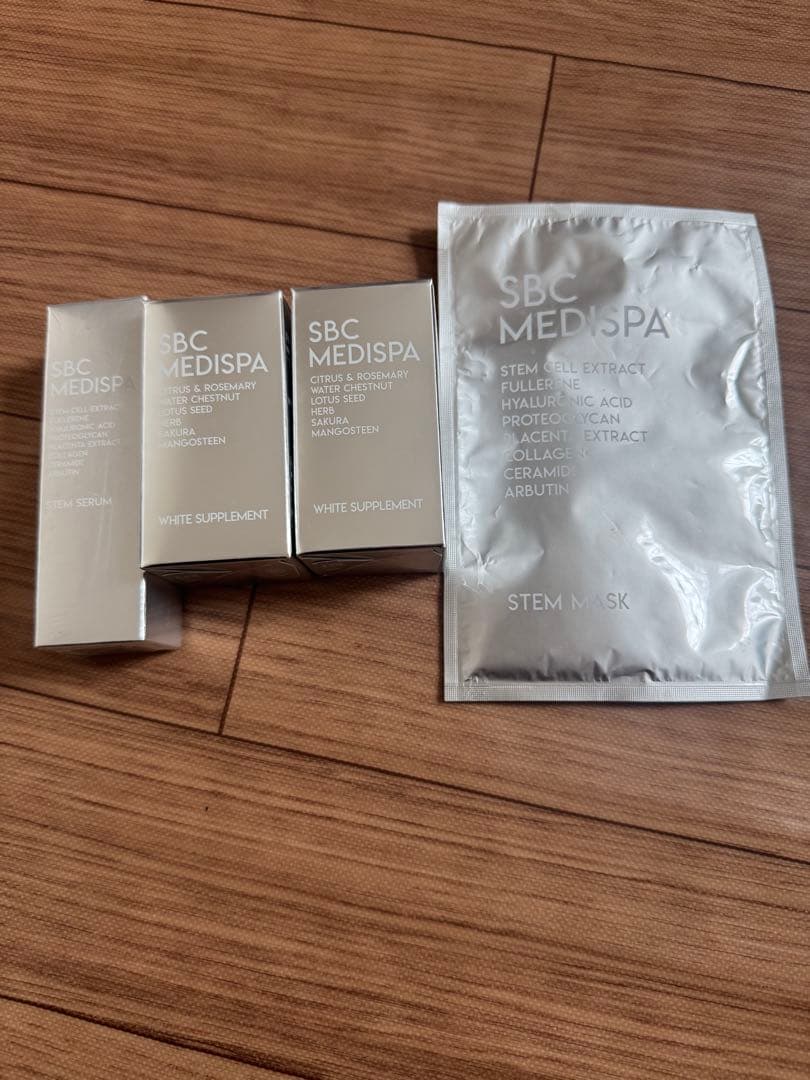 SBC
MEDISPA
STEM CELL EXTRACT
FULLERENE
HYALURONIC ACID
PROTEOGLYCAN
PLACENTA EXTRACT
COLLAGEN
CERAMIDE
ARBUTIN
STEM SERUM
SBC
MEDISPA
CITRUS & ROSEMARY
WATER CHESTNUT
LOTUS SEED
HERB
SAKURA
MANGOSTEEN
WHITE SUPPLEMENT
SBC
MEDISPA
CITRUS & ROSEMARY
WATER CHESTNUT
LOTUS SEED
HERB
SAKURA
MANGOSTEEN
WHITE SUPPLEMENT
SBC
MEDISPA
STEM CELL EXTRACT
FULLERENE
HYALURONIC ACID
PROTEOGLYCAN
PLACENTA EXTRACT
COLLAGEN
CERAMIDE
ARBUTIN
STEM MASK